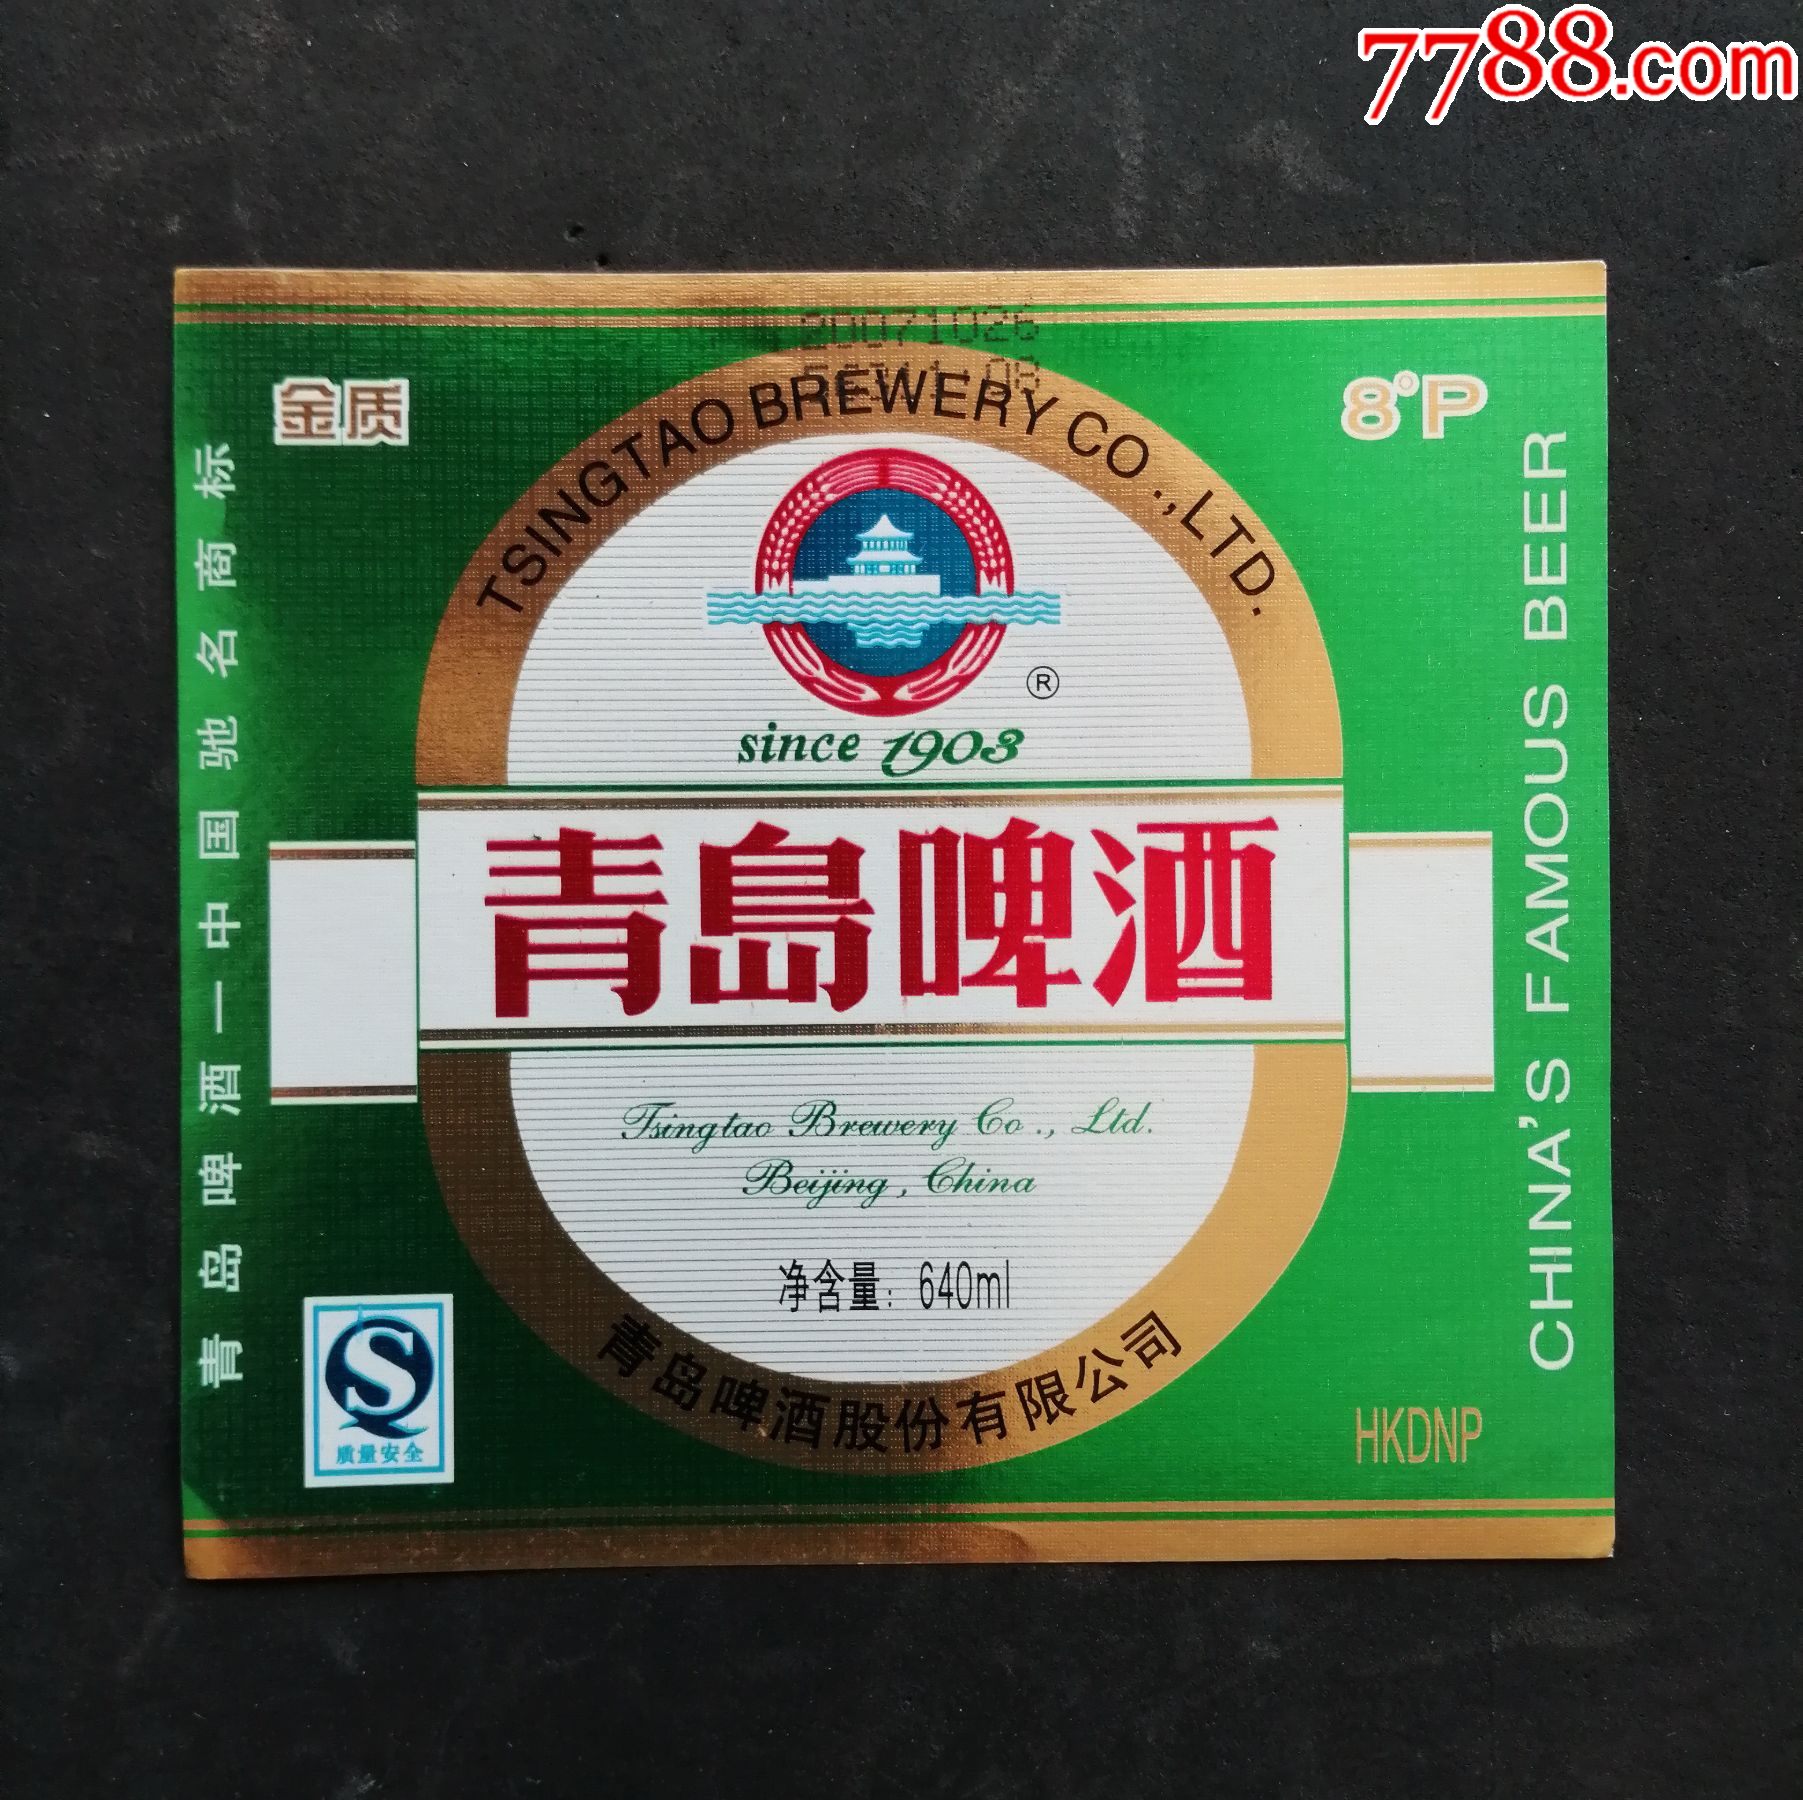 7788.com
20071026
金质
8°P
TSINGTAO BREWERY CO.,LTD.
®
since 1903
青島啤酒
Tsingtao Brewery Co., Ltd.
Beijing, China
净含量：640ml
青岛啤酒股份有限公司
青岛啤酒—中国驰名商标
CHINA'S FAMOUS BEER
质量安全
HKDNP